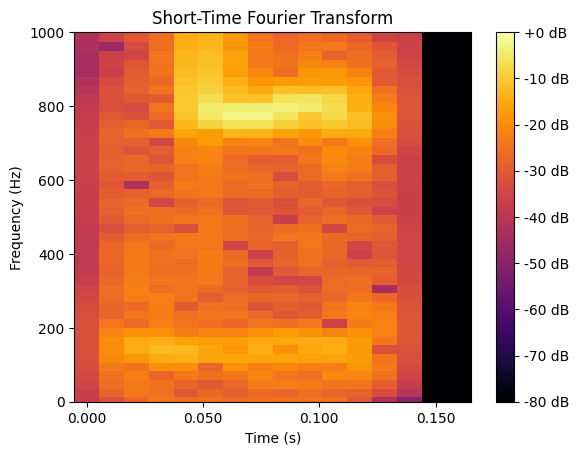 Short-Time Fourier Transform
1000
800
600
400
200
0
Frequency (Hz)
0.000
0.050
0.100
0.150
Time (s)
+0 dB
-10 dB
-20 dB
-30 dB
-40 dB
-50 dB
-60 dB
-70 dB
-80 dB